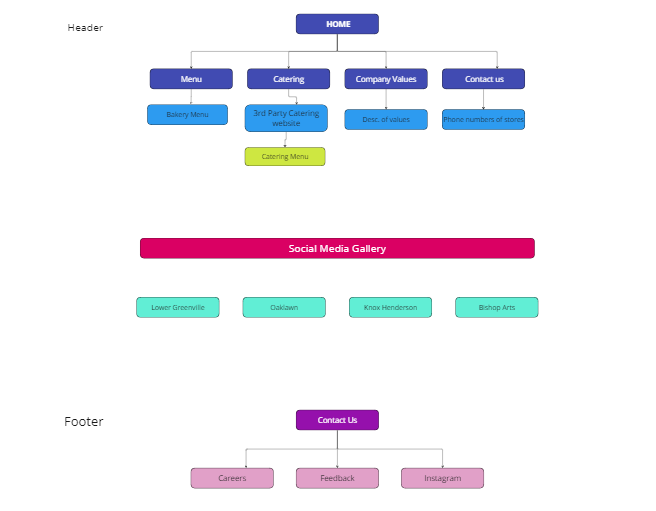 Header
HOME
Menu
Catering
Company Values
Contact us
Bakery Menu
3rd Party Catering
website
Desc. of values
Phone numbers of stores
Catering Menu
Social Media Gallery
Lower Greenville
Oaklawn
Knox Henderson
Bishop Arts
Footer
Contact Us
Careers
Feedback
Instagram